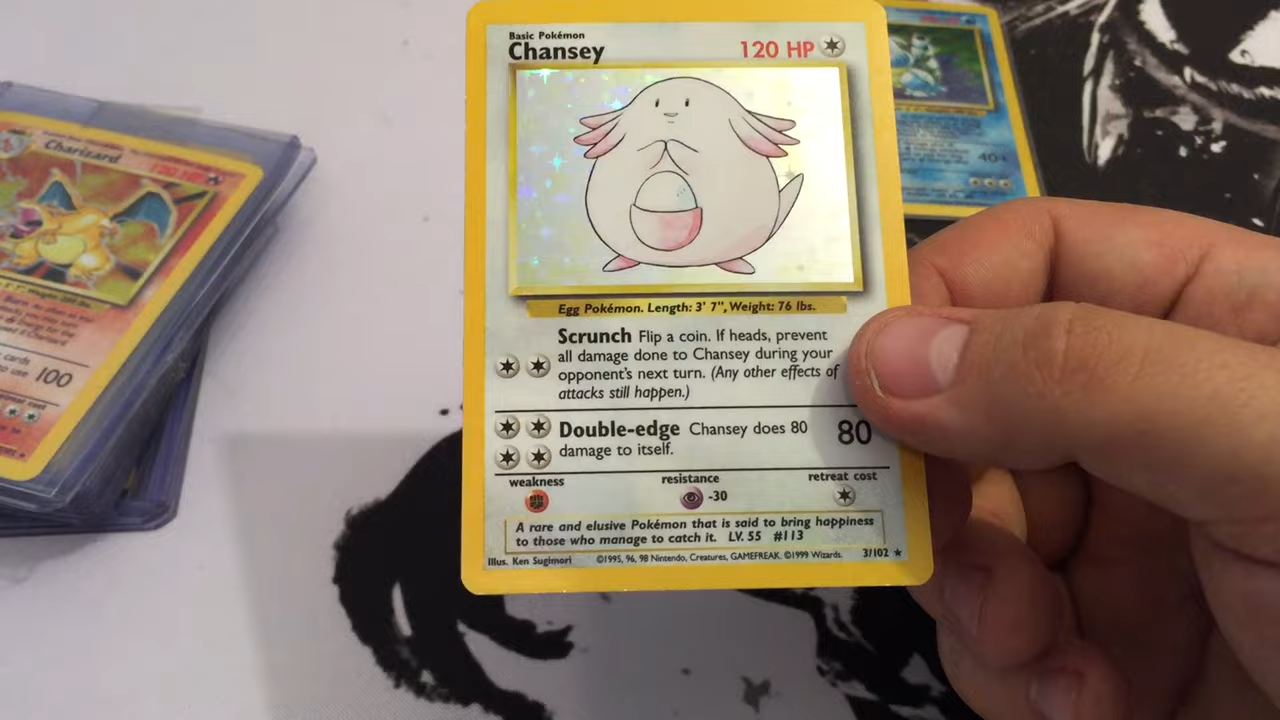 Basic Pokémon
Chansey
120 HP
Egg Pokémon. Length: 3' 7", Weight: 76 lbs.
Scrunch Flip a coin. If heads, prevent
all damage done to Chansey during your
opponent's next turn. (Any other effects of
attacks still happen.)
Double-edge Chansey does 80
damage to itself.
80
weakness
resistance
retreat cost
-30
A rare and elusive Pokémon that is said to bring happiness
to those who manage to catch it. LV. 55 #113
Illus. Ken Sugimori
©1995, 96, 98 Nintendo, Creatures, GAMEFREAK. ©1999 Wizards.
3/102
Charizard
100
40+